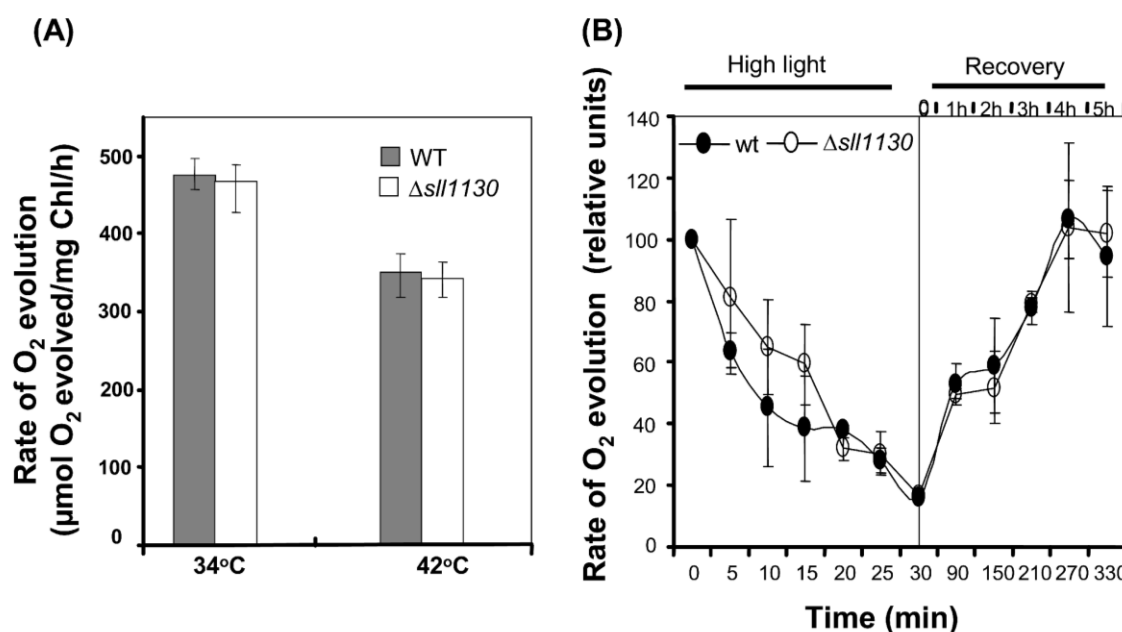 (A)
Rate of O₂ evolution
(µmol O₂ evolved/mg Chl/h)
500
400
300
200
100
0
WT
Δsll1130
34°C
42°C
(B)
High light
Recovery
0 1h 2h 3h 4h 5h
Rate of O₂ evolution (relative units)
140
120
100
80
60
40
20
0
wt
Δsll1130
0 5 10 15 20 25 30 90 150 210 270 330
Time (min)